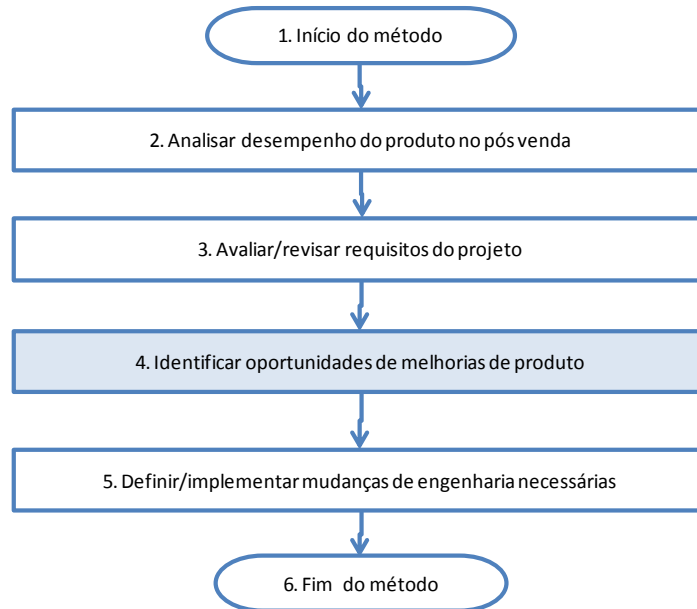 1. Início do método
2. Analisar desempenho do produto no pós venda
3. Avaliar/revisar requisitos do projeto
4. Identificar oportunidades de melhorias de produto
5. Definir/implementar mudanças de engenharia necessárias
6. Fim do método